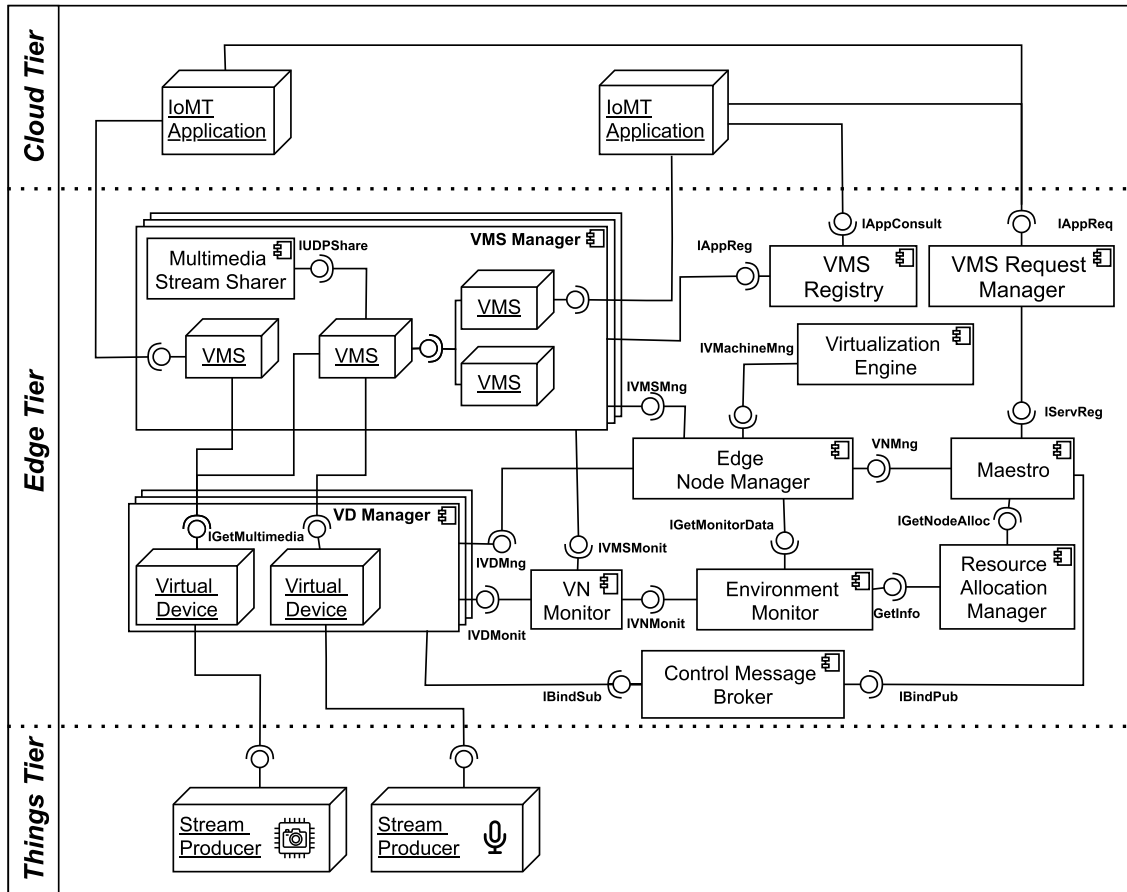 Cloud Tier
IoMT
Application
IoMT
Application
Edge Tier
IAppConsult
IAppReq
VMS Manager
IUDPShare
Multimedia
Stream Sharer
IAppReg
VMS
Registry
VMS Request
Manager
VMS
VMS
VMS
VMS
IVMachineMng
Virtualization
Engine
IVMSMng
IServReg
Edge
Node Manager
VNMng
Maestro
VD Manager
IGetMultimedia
IVDMng
IVMSMonit
IGetMonitorData
IGetNodeAlloc
Virtual
Device
Virtual
Device
VN
Monitor
Environment
Monitor
Resource
Allocation
Manager
IVDMonit
IVNMonit
GetInfo
Control Message
Broker
IBindSub
IBindPub
Things Tier
Stream
Producer
Stream
Producer